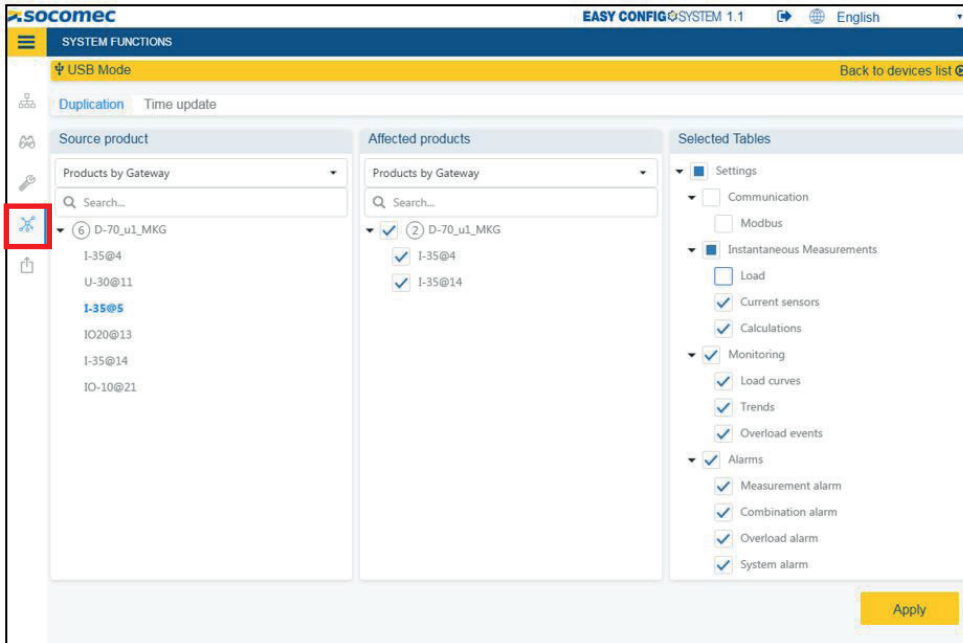 socomec
EASY CONFIG SYSTEM 1.1
English
SYSTEM FUNCTIONS
USB Mode
Back to devices list
Duplication
Time update
Source product
Products by Gateway
Search...
6 D-70_u1_MKG
I-35@4
U-30@11
I-35@5
IO20@13
I-35@14
IO-10@21
Affected products
Products by Gateway
Search...
2 D-70_u1_MKG
I-35@4
I-35@14
Selected Tables
Settings
Communication
Modbus
Instantaneous Measurements
Load
Current sensors
Calculations
Monitoring
Load curves
Trends
Overload events
Alarms
Measurement alarm
Combination alarm
Overload alarm
System alarm
Apply